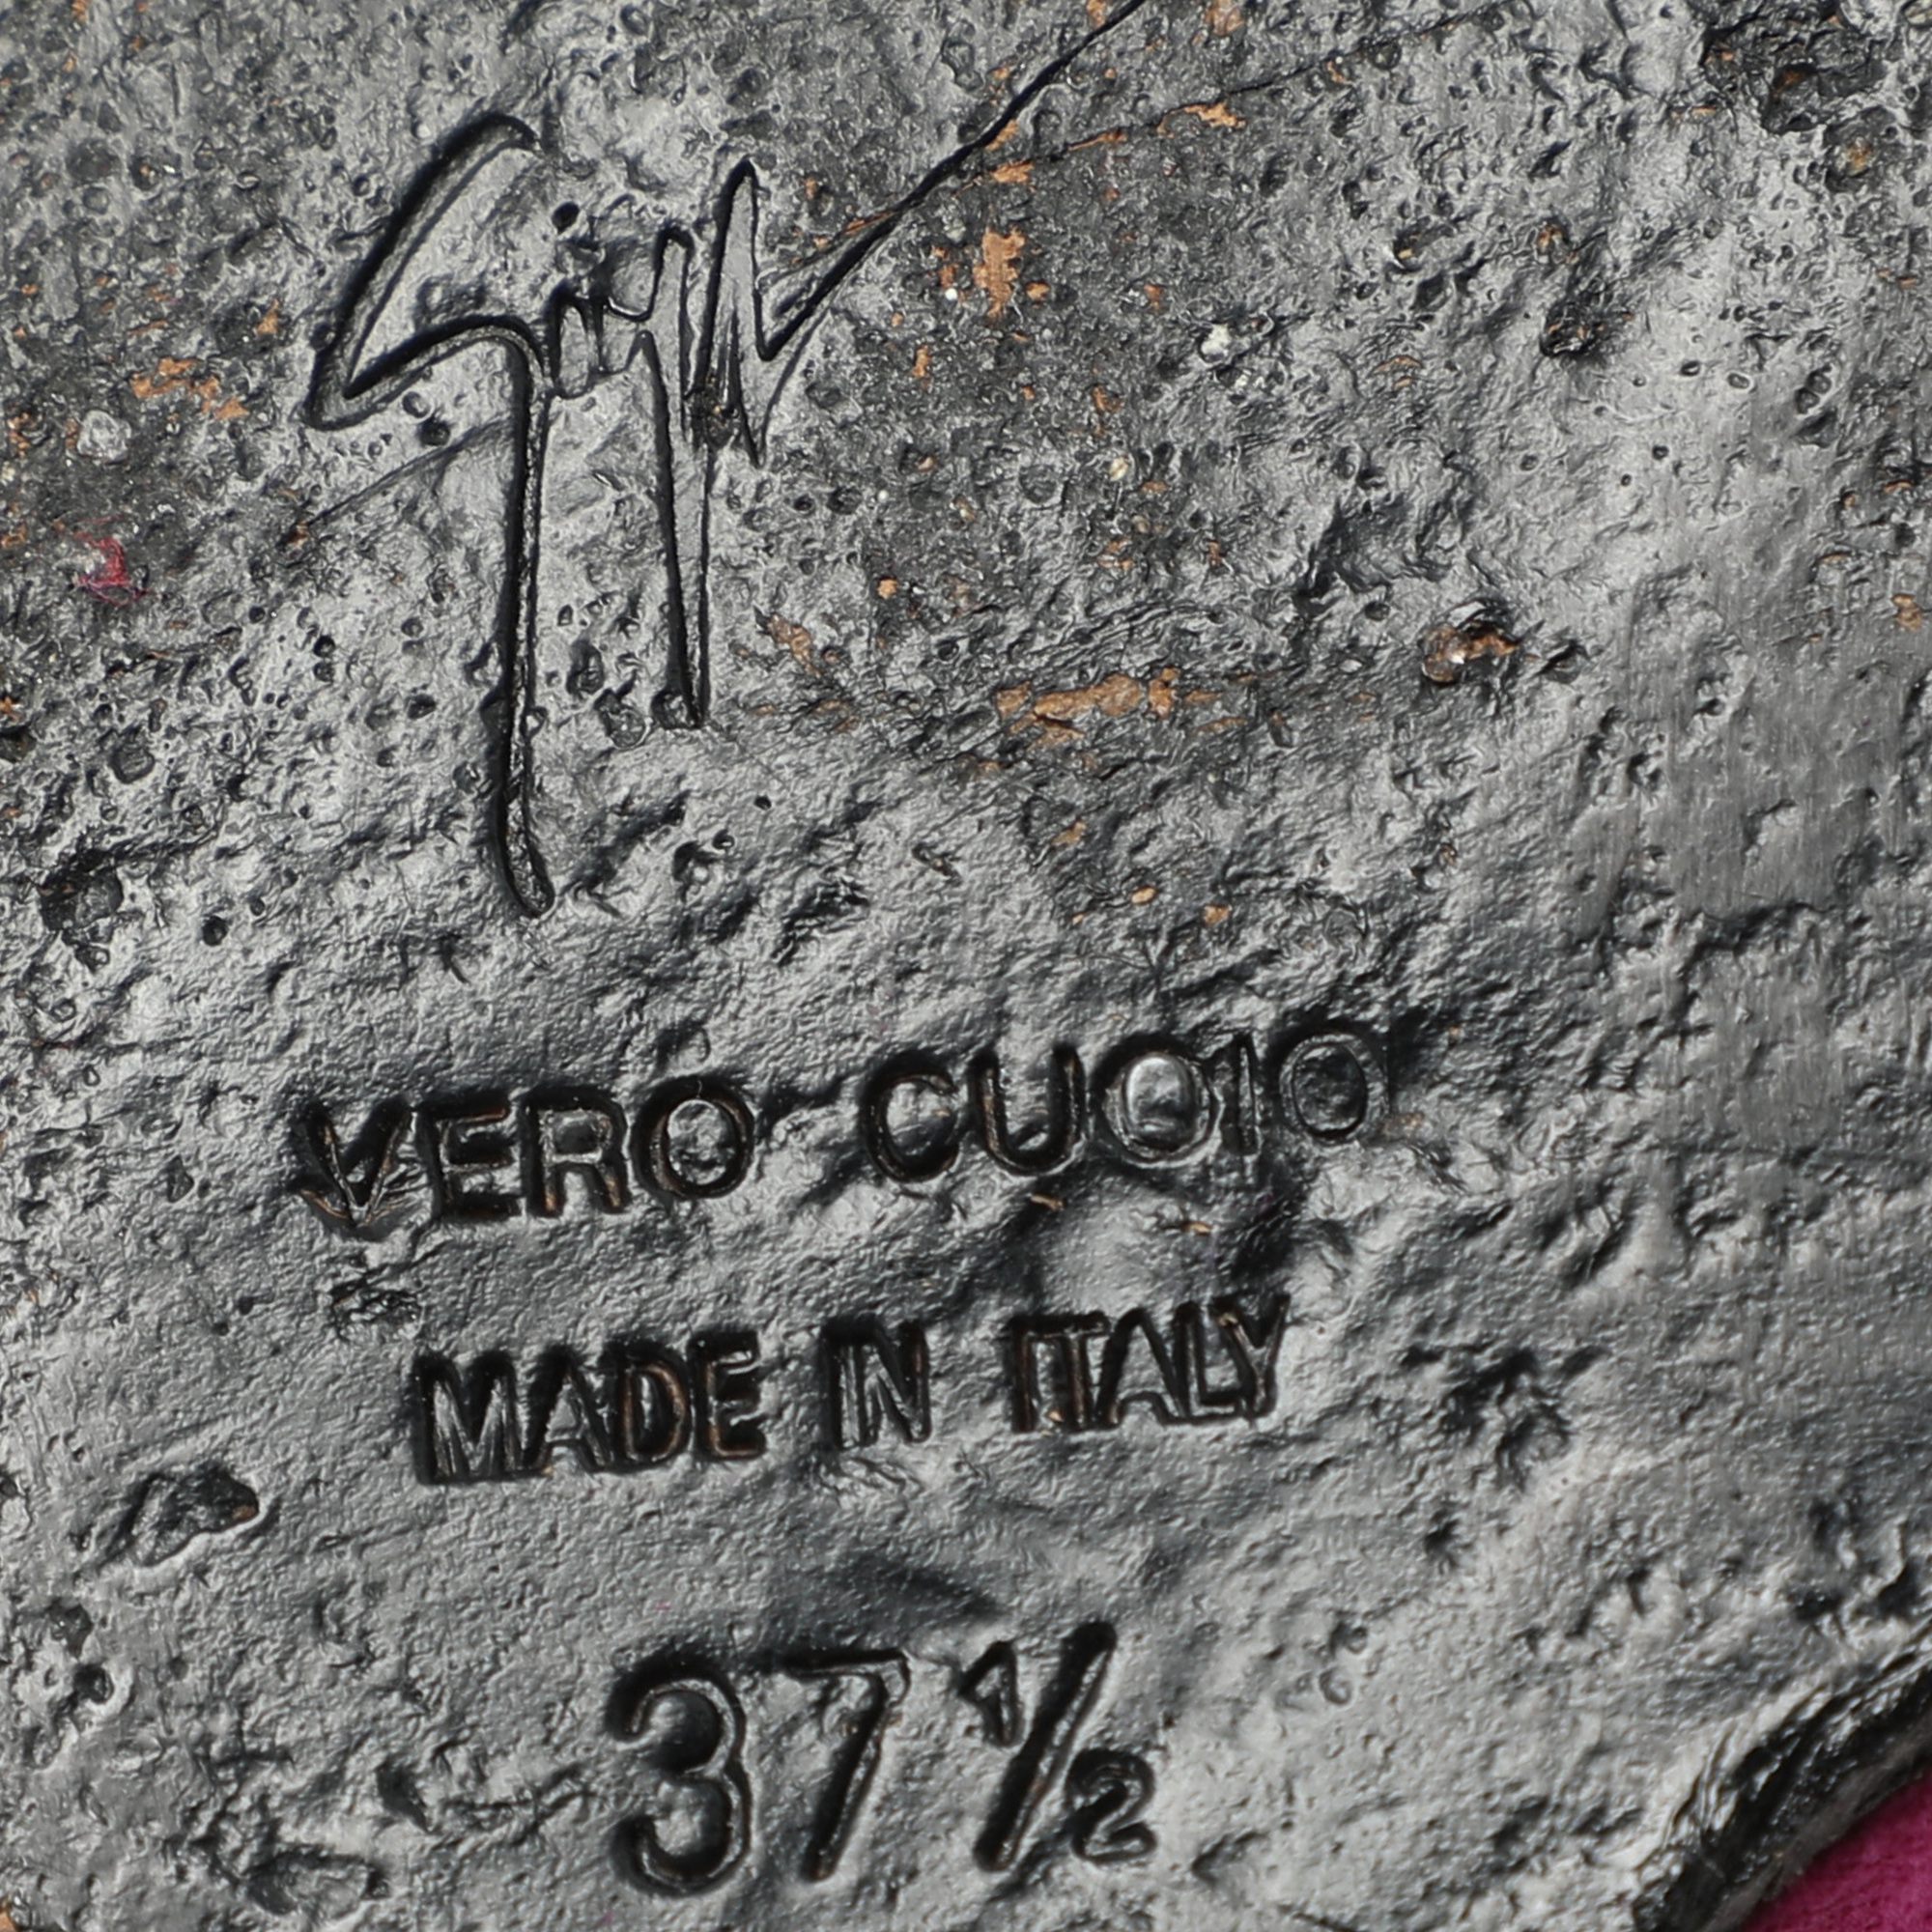 VERO CUOIO
MADE IN ITALY
37½